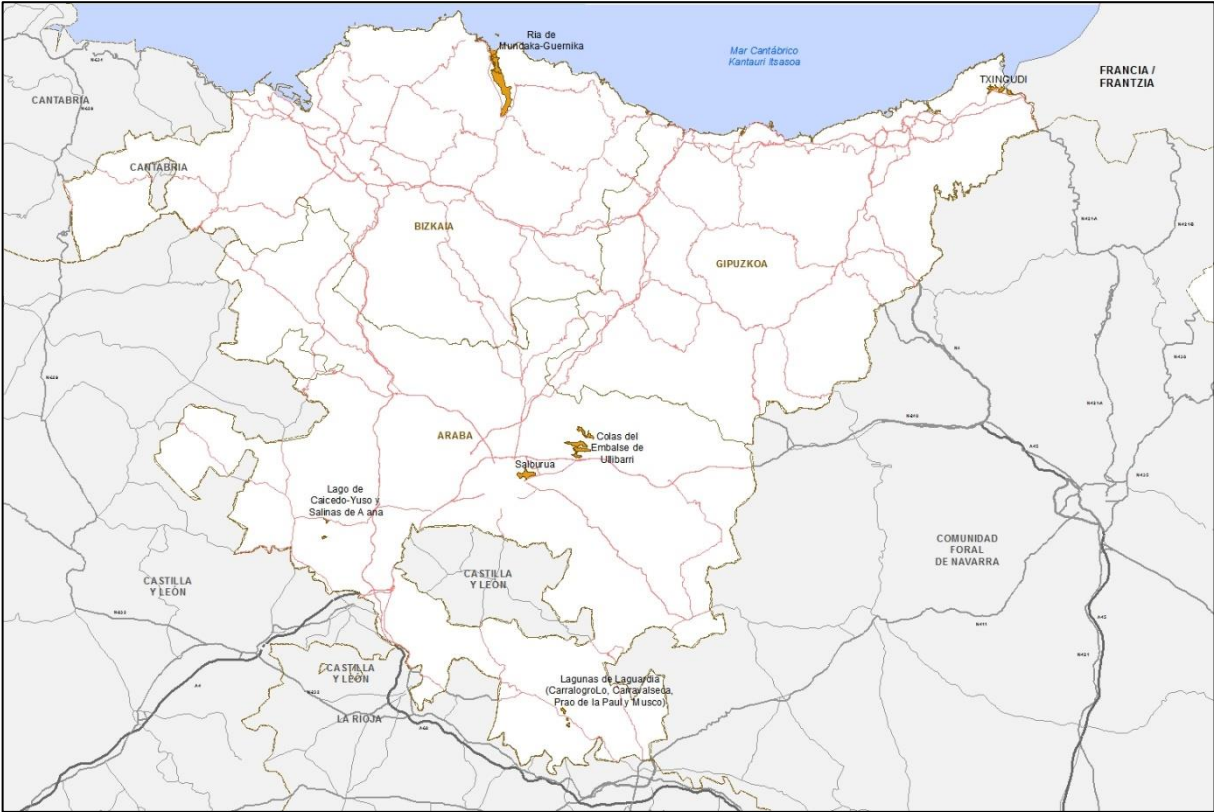 Ria de
Mundaka-Guernika
Mar Cantábrico
Kantauri Itsasoa
FRANCIA /
FRANTZIA
TXINGUDI
CANTABRIA
CANTABRIA
BIZKAIA
GIPUZKOA
ARABA
Colas del
Embalse de
Ullibarri
Salburua
Lago de
Caicedo-Yuso y
Salinas de A ana
COMUNIDAD
FORAL
DE NAVARRA
CASTILLA
Y LEÓN
CASTILLA
Y LEÓN
CASTILLA
Y LEÓN
LA RIOJA
Lagunas de Laguardia
(CarralogroLo, Carravalseca,
Prao de la Paul y Musco)